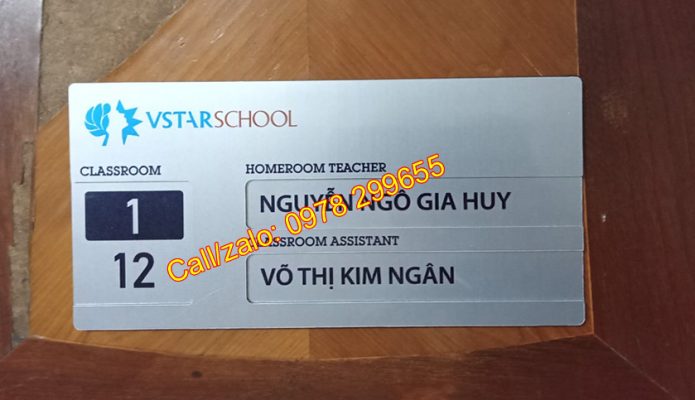 VSTARSCHOOL
CLASSROOM
1
12
HOMEROOM TEACHER
NGUYỄN NGÔ GIA HUY
CLASSROOM ASSISTANT
VÕ THỊ KIM NGÂN
Call/zalo: 0978 299655